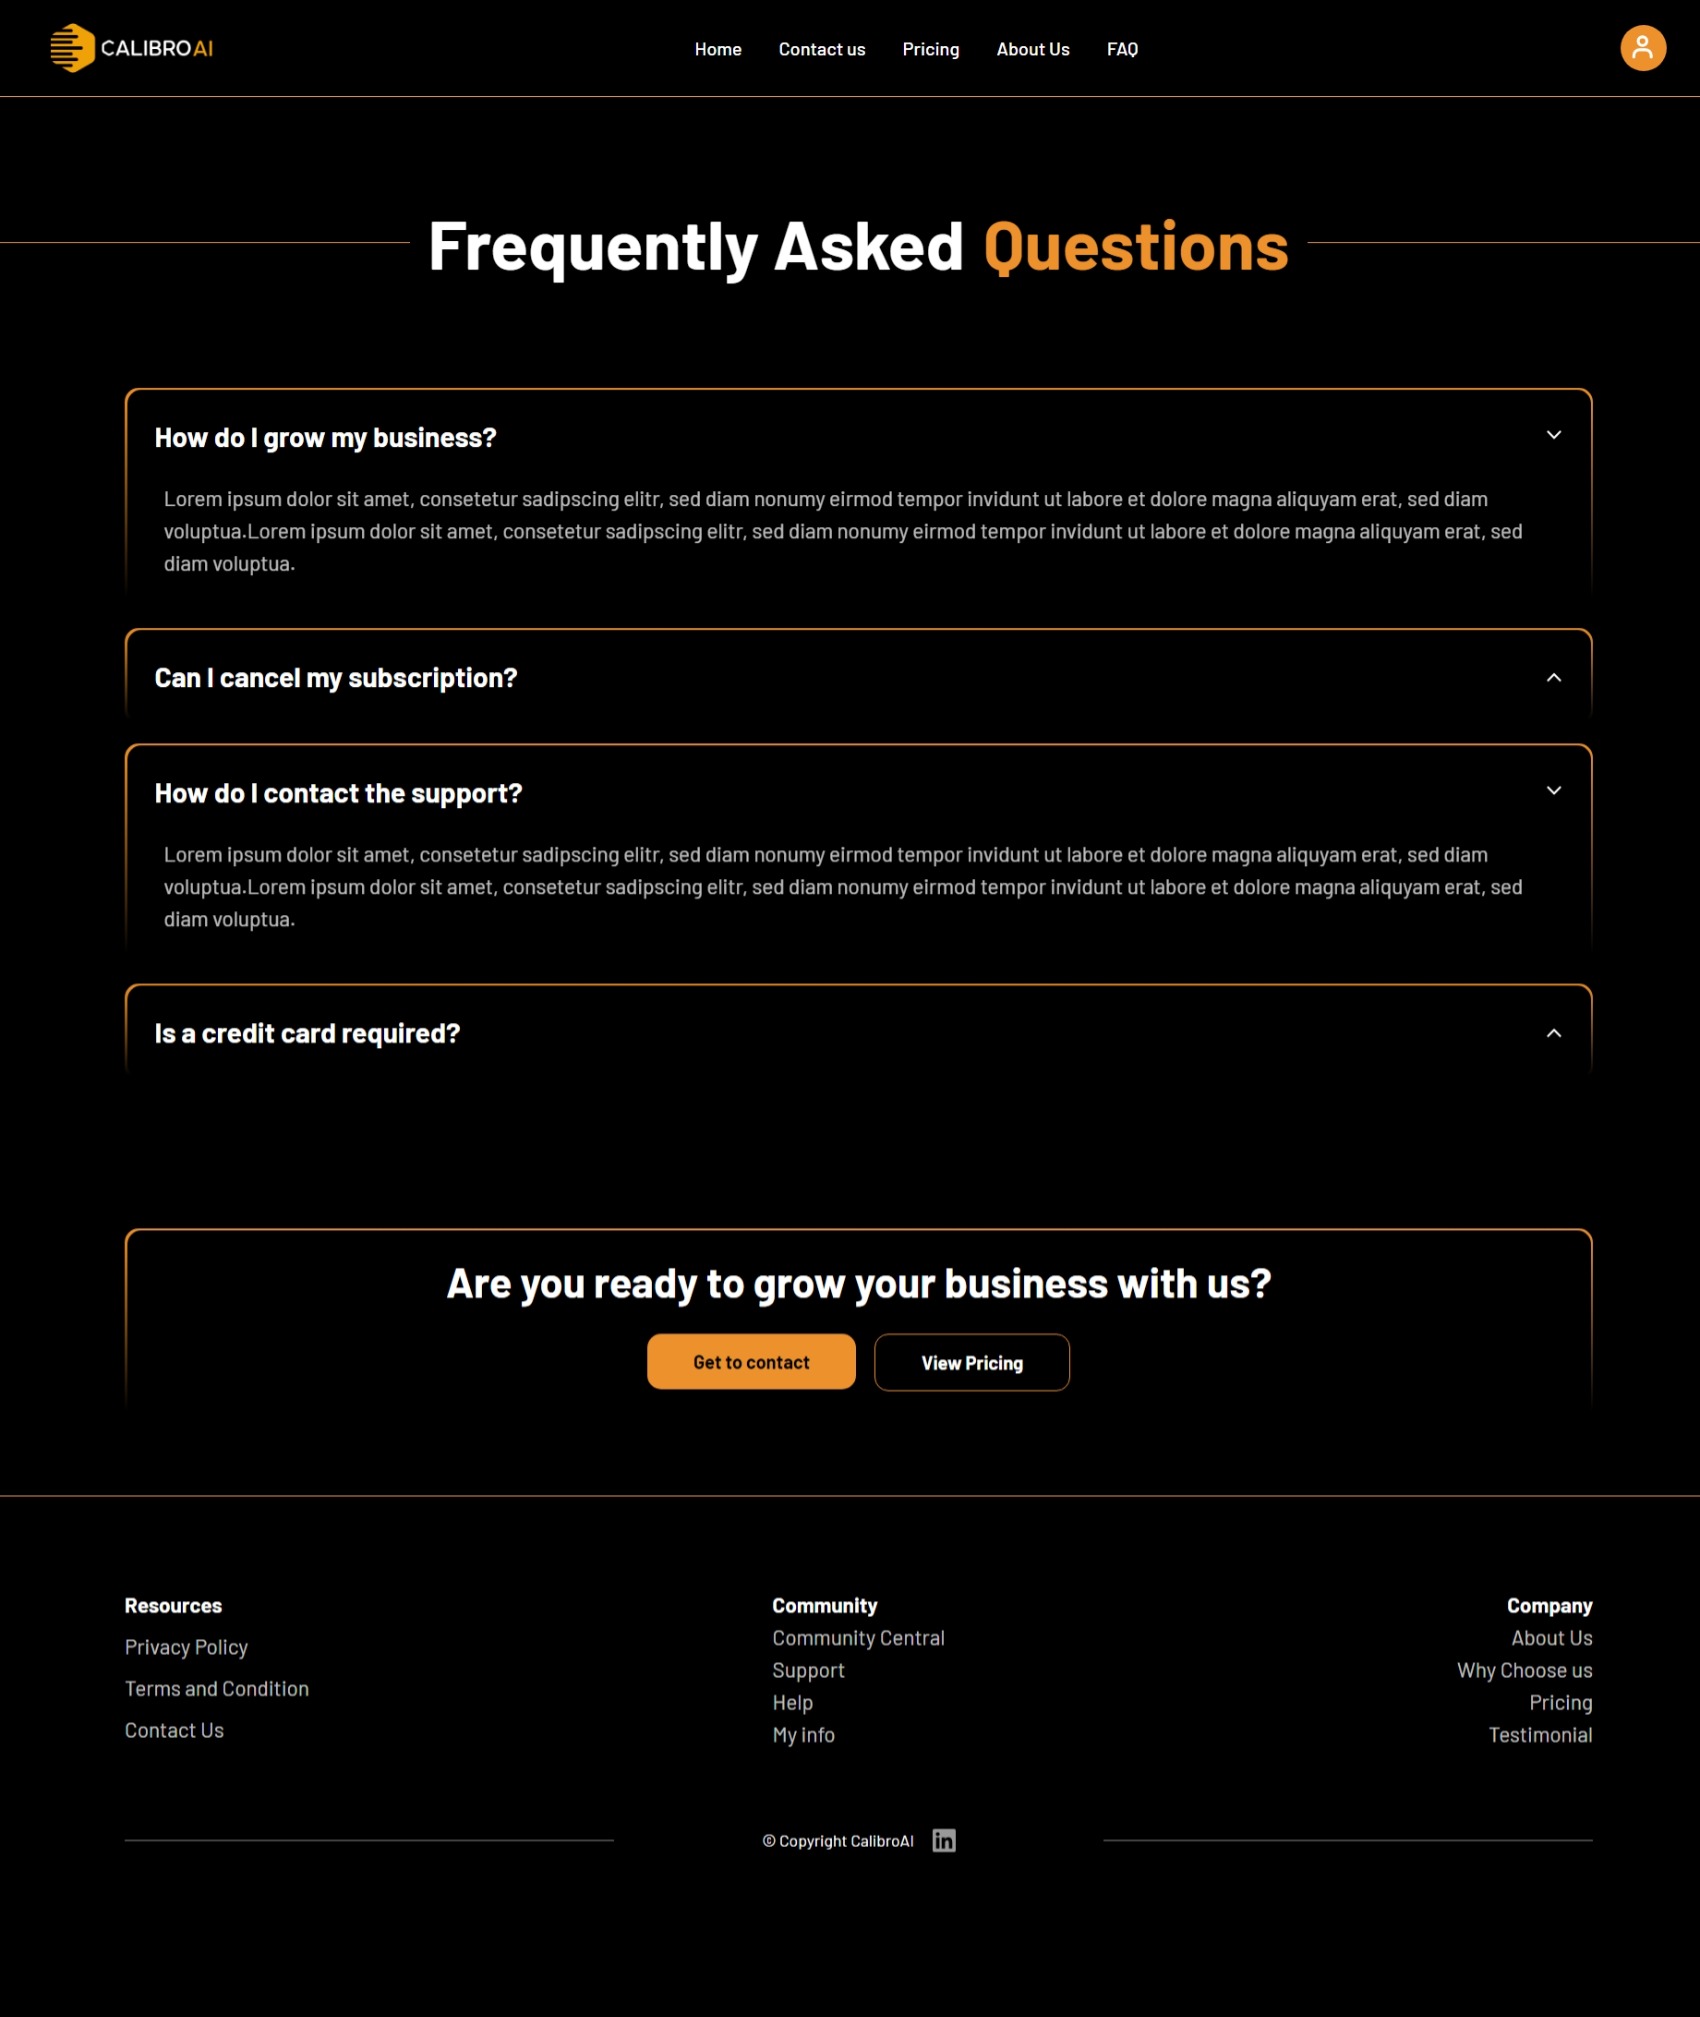 CALIBROAI
Home Contact us Pricing About Us FAQ
Frequently Asked Questions
How do I grow my business?
Lorem ipsum dolor sit amet, consetetur sadipscing elitr, sed diam nonumy eirmod tempor invidunt ut labore et dolore magna aliquyam erat, sed diam
voluptua.Lorem ipsum dolor sit amet, consetetur sadipscing elitr, sed diam nonumy eirmod tempor invidunt ut labore et dolore magna aliquyam erat, sed
diam voluptua.
Can I cancel my subscription?
How do I contact the support?
Lorem ipsum dolor sit amet, consetetur sadipscing elitr, sed diam nonumy eirmod tempor invidunt ut labore et dolore magna aliquyam erat, sed diam
voluptua.Lorem ipsum dolor sit amet, consetetur sadipscing elitr, sed diam nonumy eirmod tempor invidunt ut labore et dolore magna aliquyam erat, sed
diam voluptua.
Is a credit card required?
Are you ready to grow your business with us?
Get to contact
View Pricing
Resources
Privacy Policy
Terms and Condition
Contact Us
Community
Community Central
Support
Help
My info
Company
About Us
Why Choose us
Pricing
Testimonial
© Copyright CalibroAI in